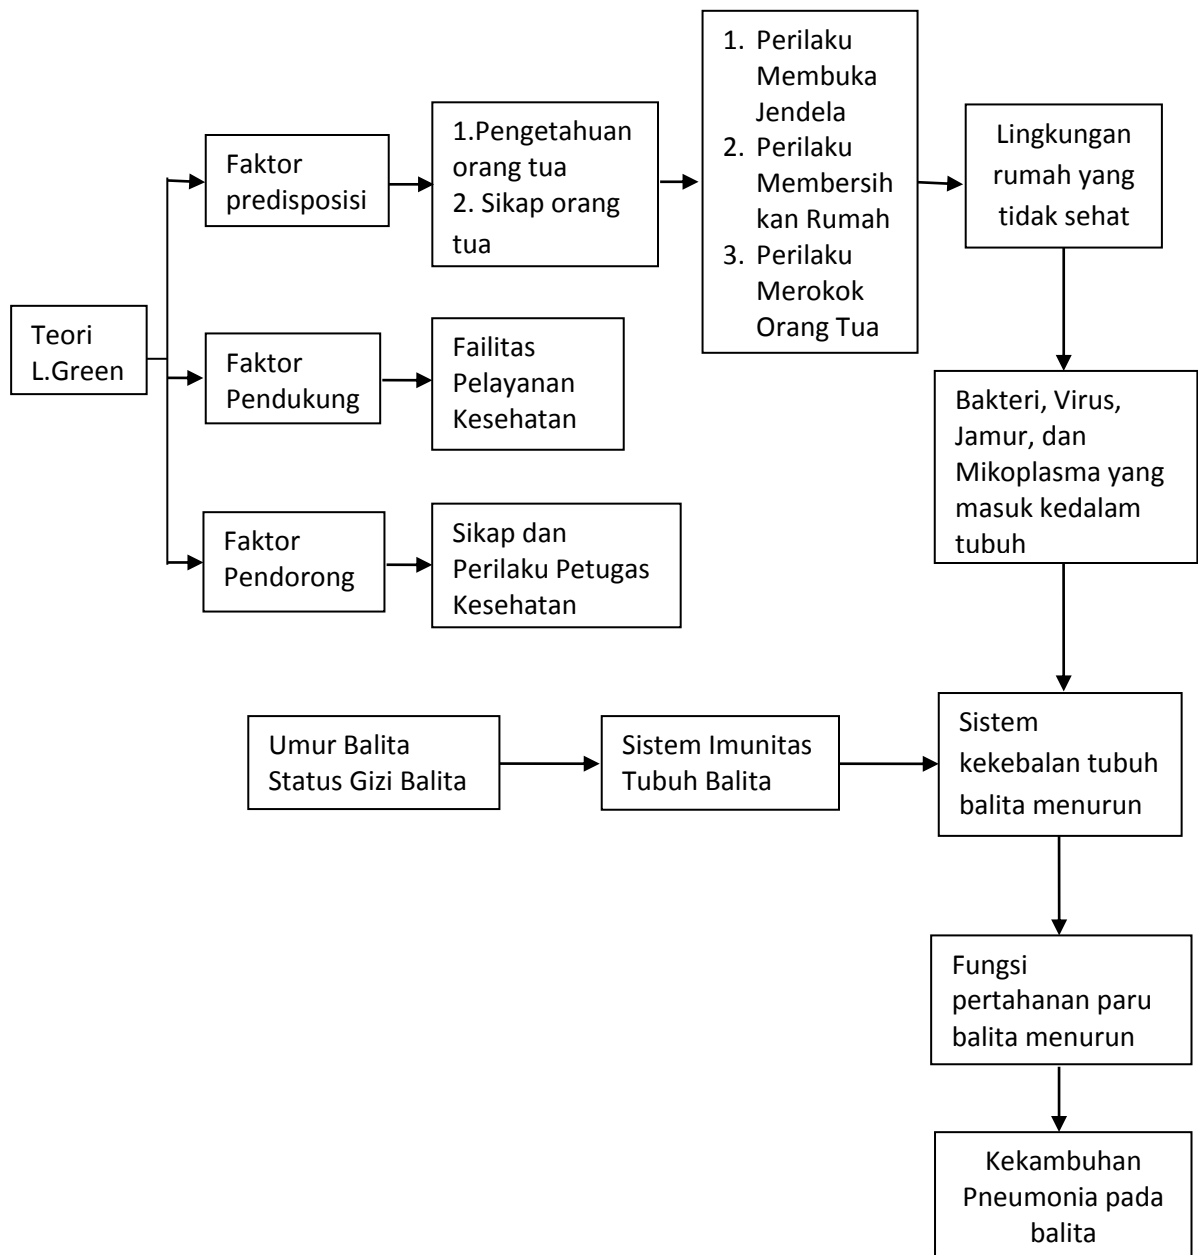 1. Perilaku
Membuka
Jendela
2. Perilaku
Membersih
kan Rumah
3. Perilaku
Merokok
Orang Tua
Lingkungan
rumah yang
tidak sehat
1.Pengetahuan
orang tua
2. Sikap orang
tua
Faktor
predisposisi
Teori
L.Green
Faktor
Pendukung
Failitas
Pelayanan
Kesehatan
Bakteri, Virus,
Jamur, dan
Mikoplasma yang
masuk kedalam
tubuh
Faktor
Pendorong
Sikap dan
Perilaku Petugas
Kesehatan
Umur Balita
Status Gizi Balita
Sistem Imunitas
Tubuh Balita
Sistem
kekebalan tubuh
balita menurun
Fungsi
pertahanan paru
balita menurun
Kekambuhan
Pneumonia pada
balita